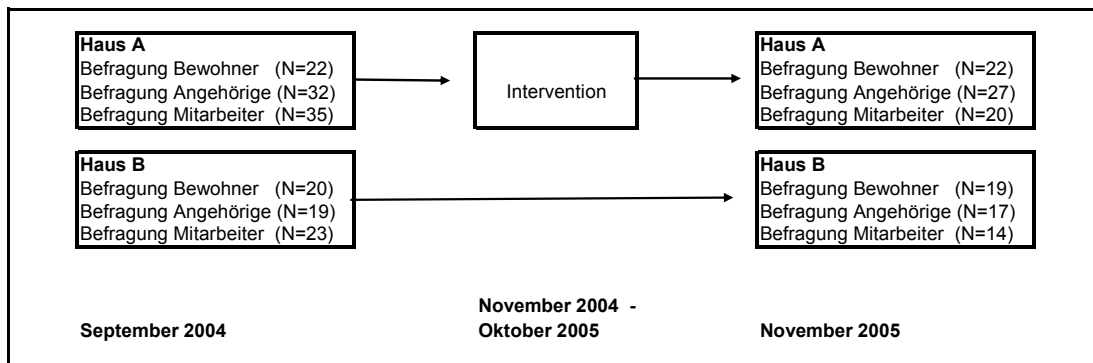 Haus A
Befragung Bewohner (N=22)
Befragung Angehörige (N=32)
Befragung Mitarbeiter (N=35)
Intervention
Haus A
Befragung Bewohner (N=22)
Befragung Angehörige (N=27)
Befragung Mitarbeiter (N=20)
Haus B
Befragung Bewohner (N=20)
Befragung Angehörige (N=19)
Befragung Mitarbeiter (N=23)
Haus B
Befragung Bewohner (N=19)
Befragung Angehörige (N=17)
Befragung Mitarbeiter (N=14)
September 2004
November 2004 -
Oktober 2005
November 2005